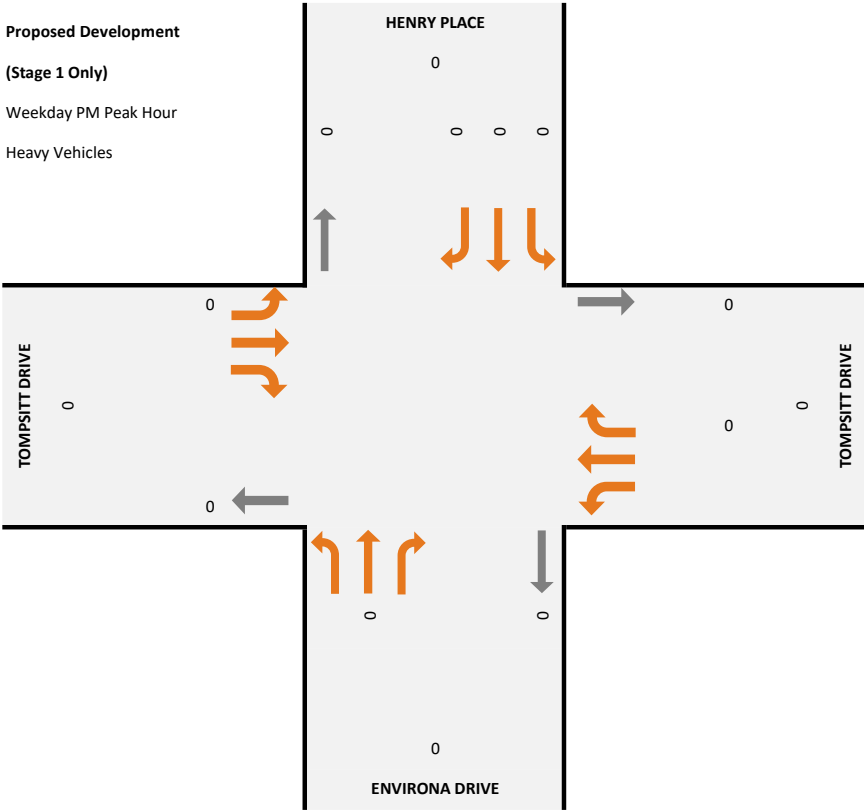 Proposed Development
(Stage 1 Only)
Weekday PM Peak Hour
Heavy Vehicles
HENRY PLACE
0
0 0 0 0
0 0
TOMPSITT DRIVE
0
0
0
TOMPSITT DRIVE
0
0 0
0
ENVIRONA DRIVE